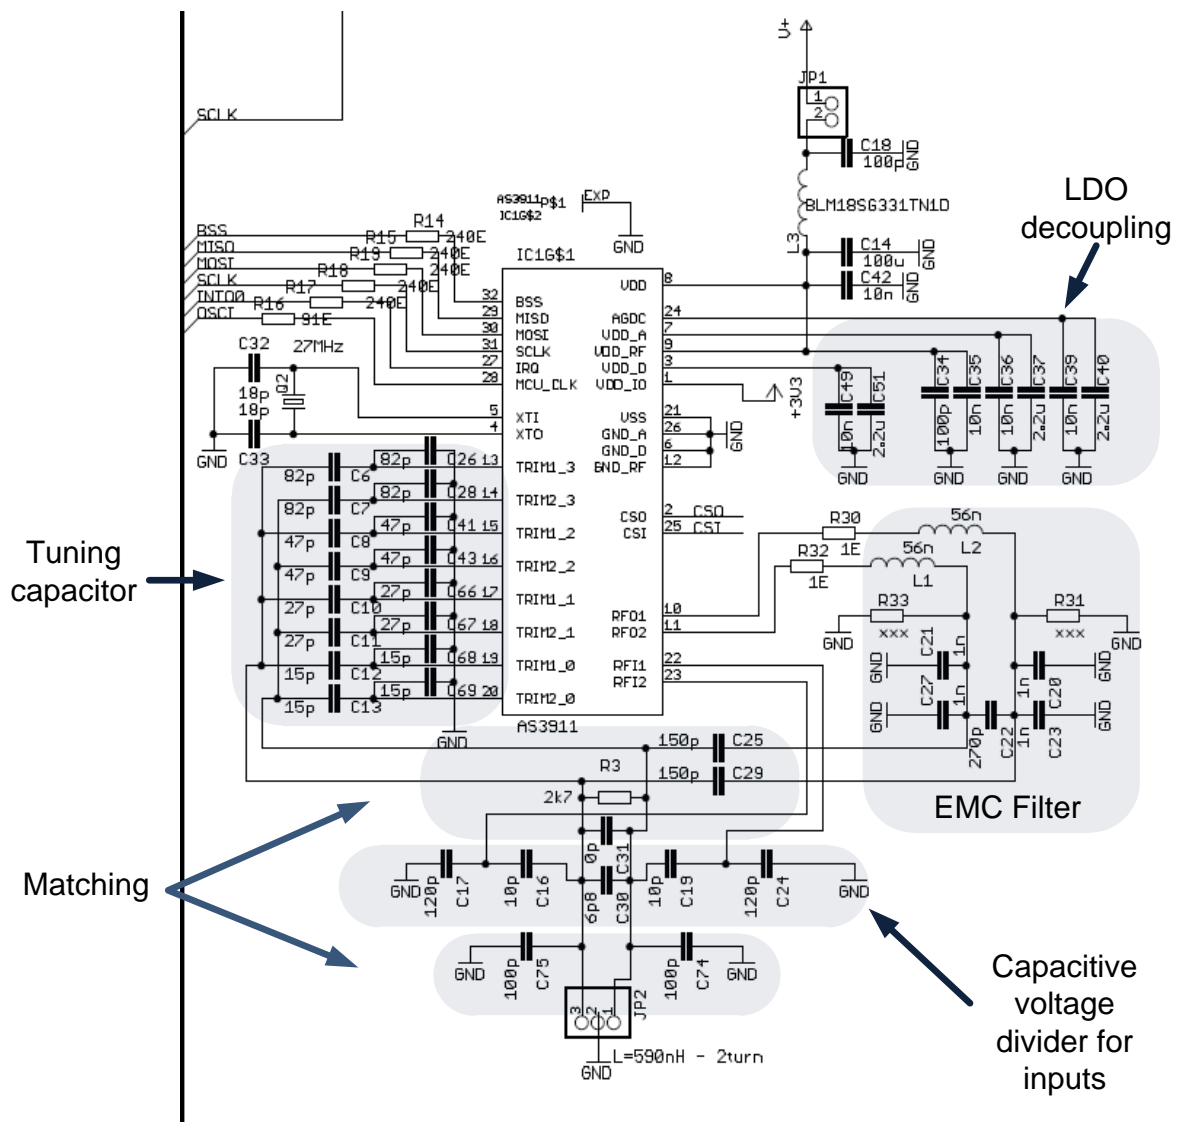 V+
JP1
1
2
SCLK
C18
100p
GND
LDO
decoupling
AS3911
P$1
EXP
IC1G$2
GND
BLM18SG331TN1D
L3
C14
100u
GND
C42
10n
GND
BSS
MISO
MOSI
SCLK
INTO0
OSCI
R14
240E
R15
240E
R19
240E
R18
240E
R17
R16
91E
IC1G$1
32 BSS
29 MISO
30 MOSI
31 SCLK
27 IRQ
28 MCU_CLK
5 XTI
4 XTO
13 TRIM1_3
14 TRIM2_3
15 TRIM1_2
16 TRIM2_2
17 TRIM1_1
18 TRIM2_1
19 TRIM1_0
20 TRIM2_0
VDD 8
AGDC 24
VDD_A 7
VDD_RF 9
VDD_D 3
VDD_IO 1
VSS 21
GND_A 26
GND_D 6
GND_RF 12
CSO 2 CSO
CSI 25 CSI
RFO1 10
RFO2 11
RFI1 22
RFI2 23
AS3911
GND
+3V3
C32
27MHz
18p
18p
Q2
C33
GND
C49
10n
C51
2.2u
C34
100p
C35
10n
C36
10n
C37
2.2u
C39
10n
C40
2.2u
GND
GND
GND
GND
Tuning
capacitor
82p C26
82p C6
82p C28
82p C7
47p C41
47p C8
47p C43
47p C9
27p C66
27p C10
27p C67
27p C11
15p C68
15p C12
15p C69
15p C13
GND
R30
1E
R32
1E
56n
L2
56n
L1
R33
xxx
GND
R31
xxx
GND
C21
1n
GND
C27
1n
GND
C20
1n
GND
C22
270p
C23
1n
GND
EMC Filter
150p C25
150p C29
R3
2k7
0p
C31
Matching
GND
120p
C17
10p
C16
6p8
C30
10p
C19
120p
C24
GND
GND
100p
C75
100p
C74
GND
3
2
1
JP2
L=590nH - 2turn
GND
Capacitive
voltage
divider for
inputs